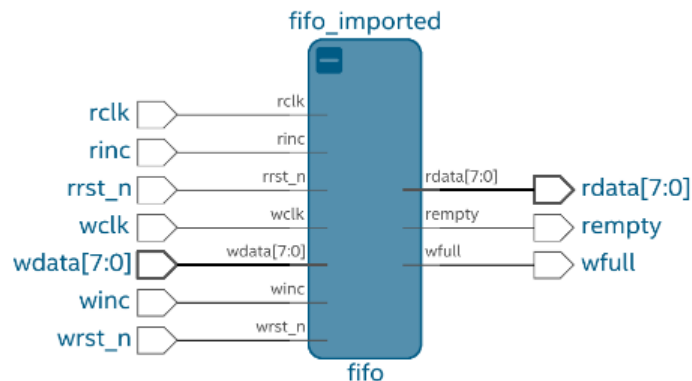 fifo_imported
rclk rclk
rinc rinc
rrst_n rrst_n rdata[7:0] rdata[7:0]
wclk wclk rempty rempty
wdata[7:0] wdata[7:0] wfull wfull
winc winc
wrst_n wrst_n
fifo